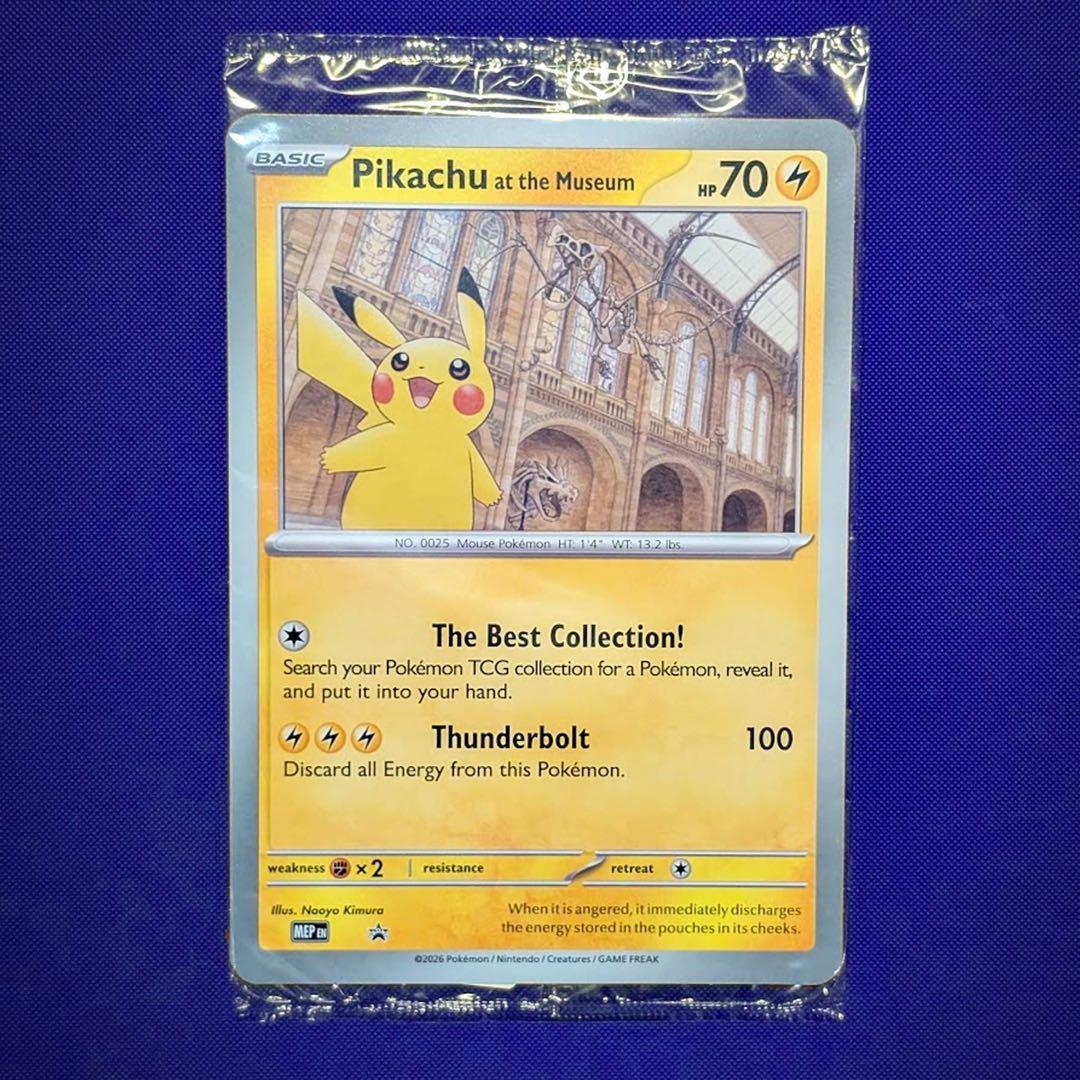 BASIC Pikachu at the Museum HP 70
NO. 0025 Mouse Pokémon HT: 1'4" WT: 13.2 lbs.
The Best Collection!
Search your Pokémon TCG collection for a Pokémon, reveal it,
and put it into your hand.
Thunderbolt 100
Discard all Energy from this Pokémon.
weakness ×2 resistance retreat
Illus. Naoyo Kimura
MEP EN
When it is angered, it immediately discharges
the energy stored in the pouches in its cheeks.
©2026 Pokémon / Nintendo / Creatures / GAME FREAK